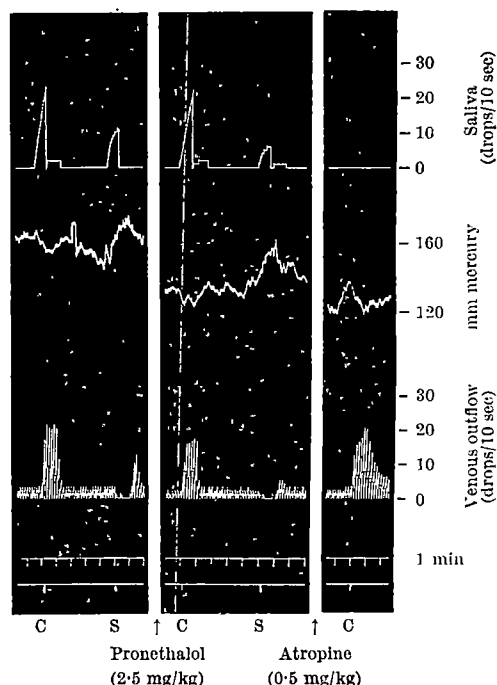 30
20
10
0
Saliva
(drops/10 sec)
160
120
mm mercury
30
20
10
0
Venous outflow
(drops/10 sec)
1 min
C S ↑ C S ↑ C
Pronethalol Atropine
(2·5 mg/kg) (0·5 mg/kg)